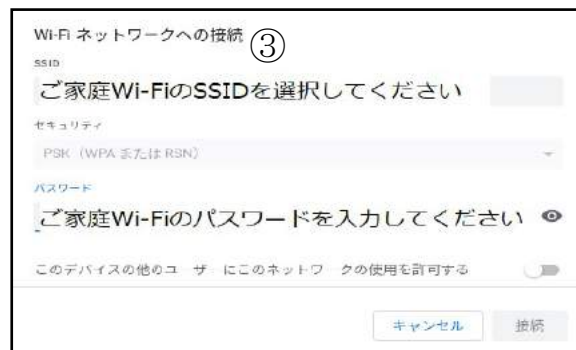 Wi-Fi ネットワークへの接続 ③
SSID
ご家庭Wi-FiのSSIDを選択してください
セキュリティ
PSK（WPA または RSN）
パスワード
ご家庭Wi-Fiのパスワードを入力してください
このデバイスの他のユーザーにこのネットワークの使用を許可する
キャンセル 接続